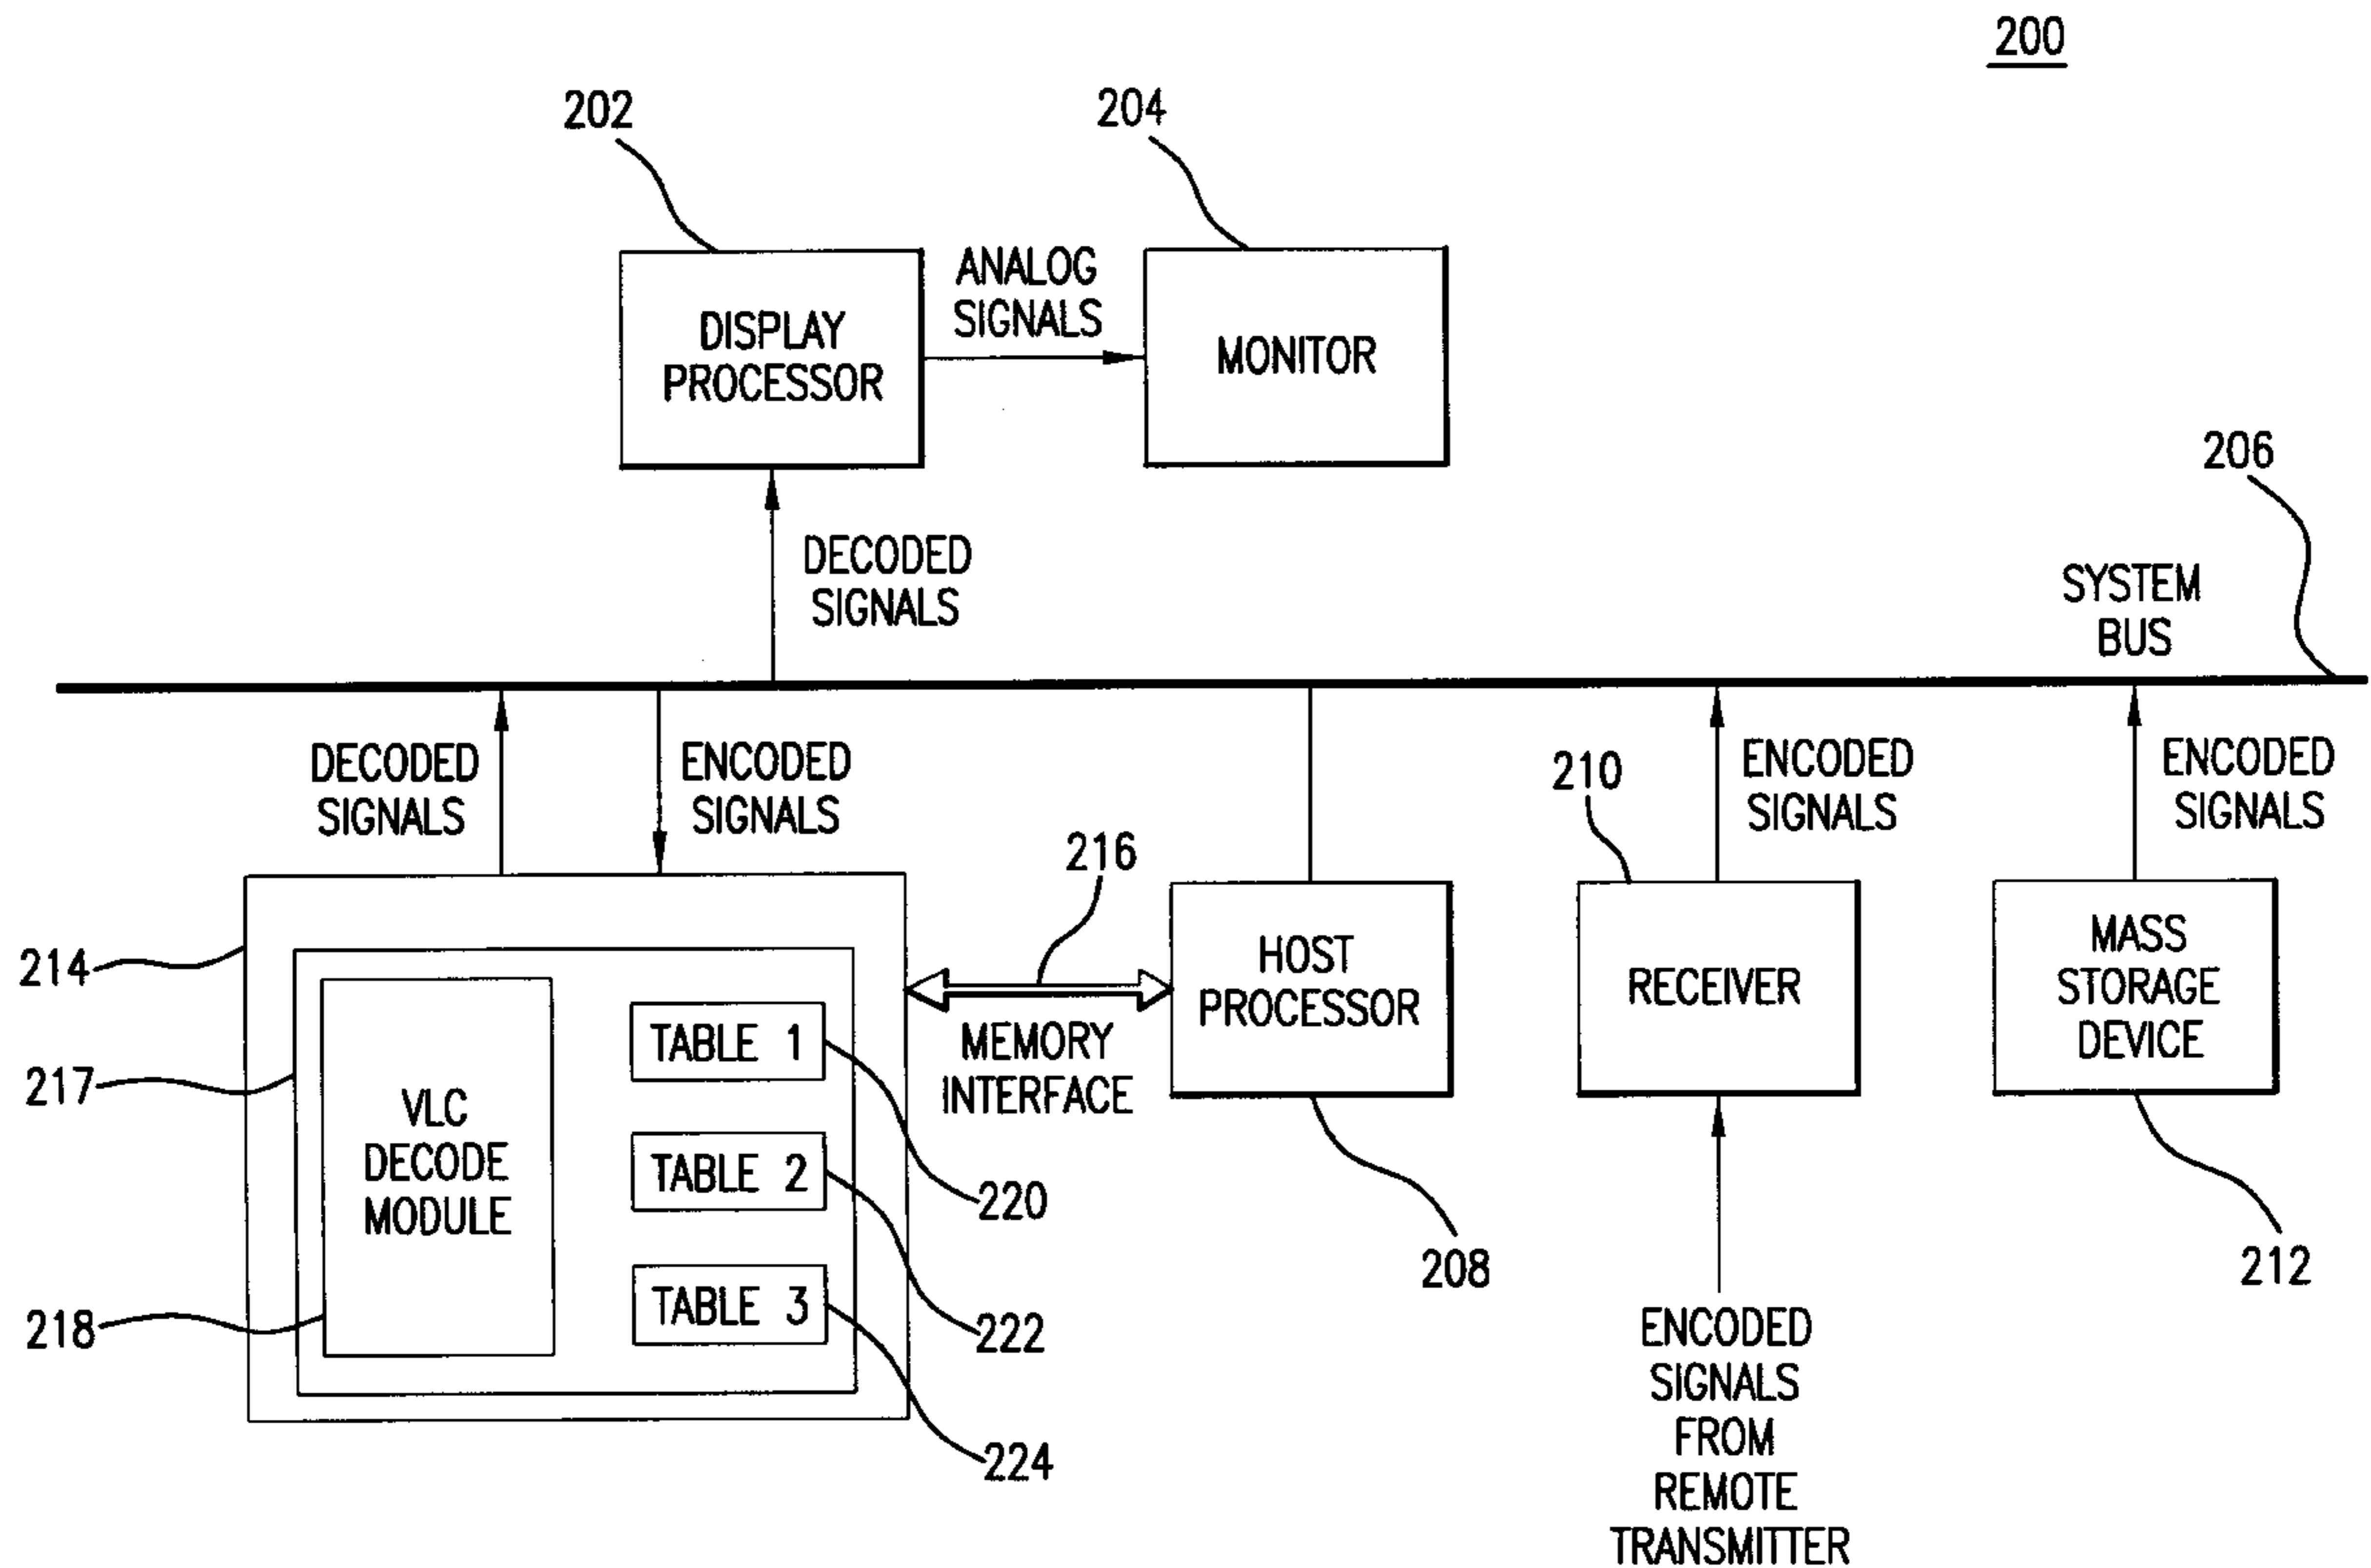 200
202
204
DISPLAY
PROCESSOR
ANALOG
SIGNALS
MONITOR
206
DECODED
SIGNALS
SYSTEM
BUS
DECODED
SIGNALS
ENCODED
SIGNALS
216
210
ENCODED
SIGNALS
ENCODED
SIGNALS
214
217
218
VLC
DECODE
MODULE
TABLE 1
TABLE 2
TABLE 3
220
222
224
MEMORY
INTERFACE
HOST
PROCESSOR
208
RECEIVER
MASS
STORAGE
DEVICE
212
ENCODED
SIGNALS
FROM
REMOTE
TRANSMITTER